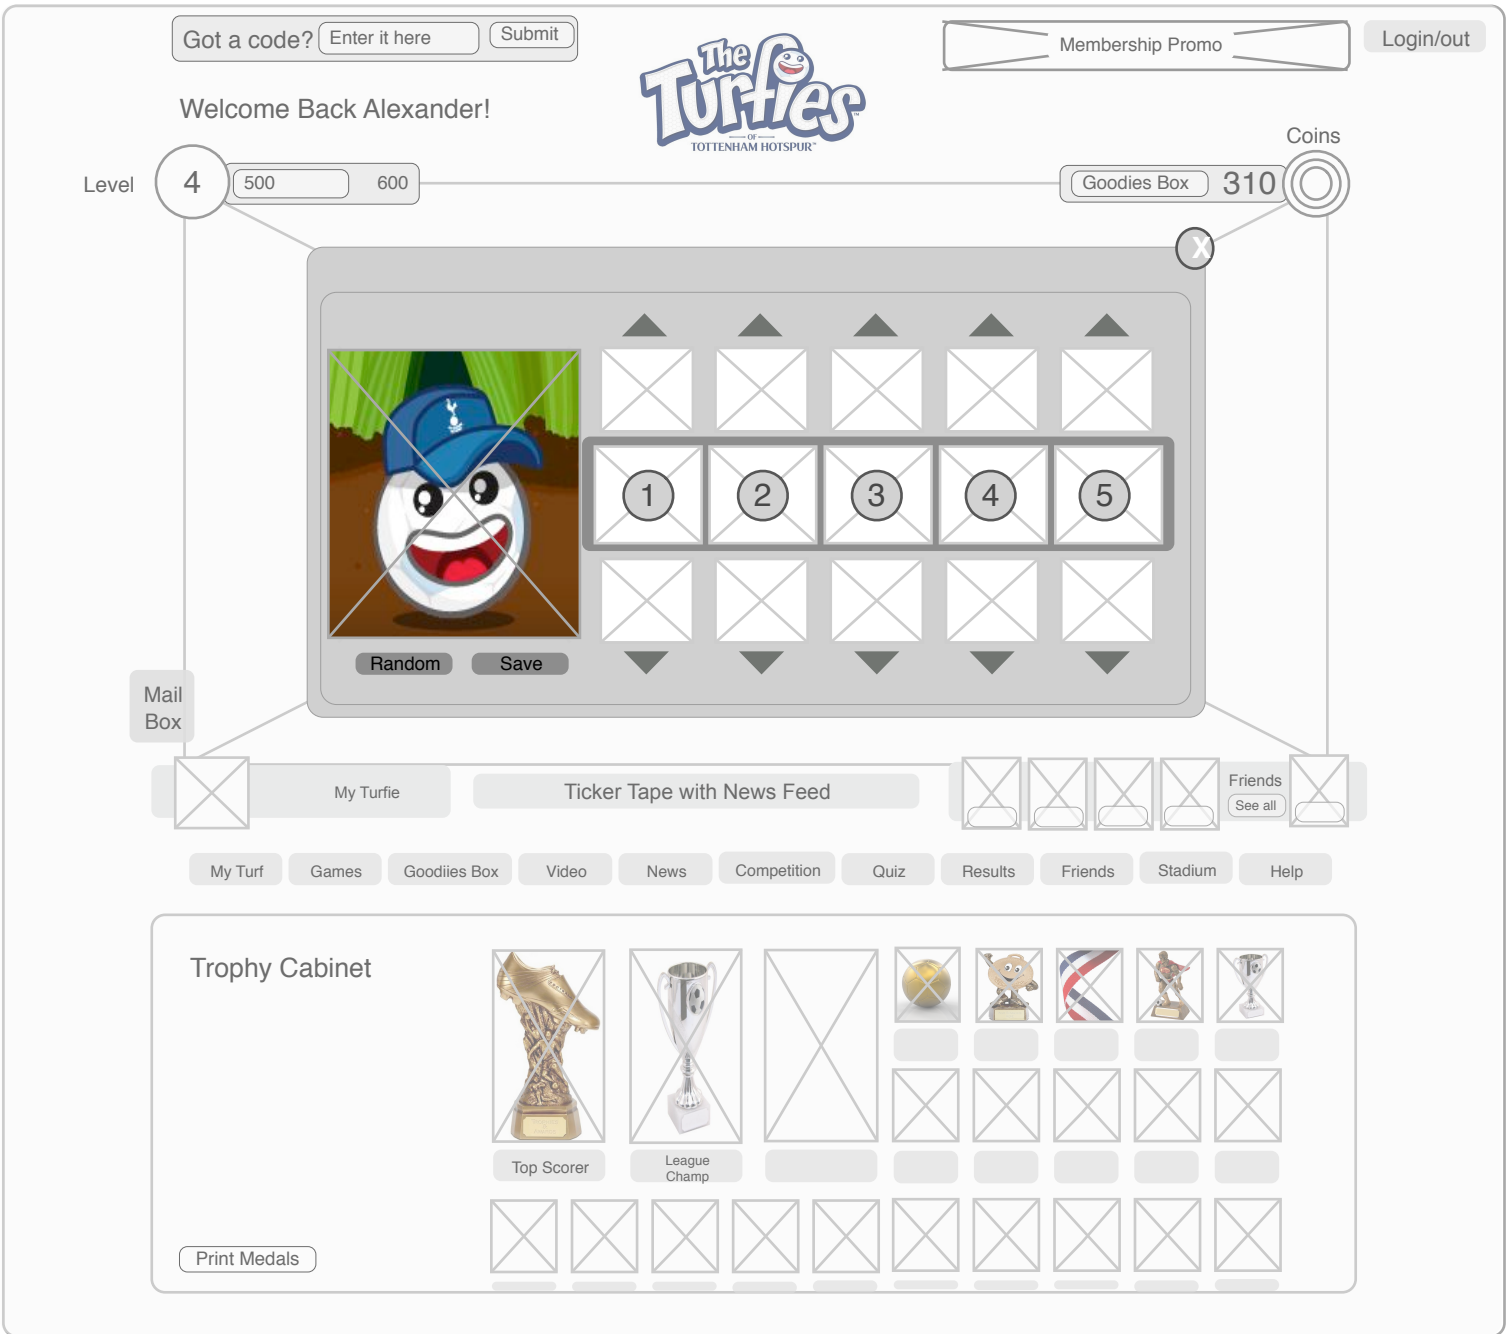 Got a code?
Enter it here
Submit
The
Turfies
OF
TOTTENHAM HOTSPUR™
Membership Promo
Login/out
Welcome Back Alexander!
Coins
Level
4
500
600
Goodies Box
310
X
1
2
3
4
5
Random
Save
Mail
Box
My Turfie
Ticker Tape with News Feed
Friends
See all
My Turf
Games
Goodiies Box
Video
News
Competition
Quiz
Results
Friends
Stadium
Help
Trophy Cabinet
Top Scorer
League
Champ
Print Medals